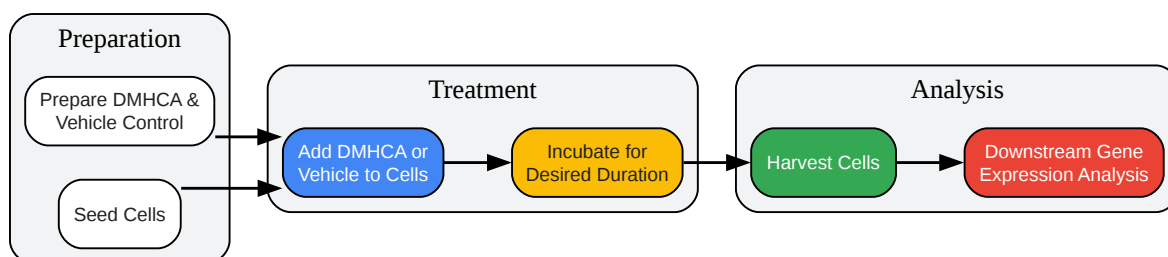 Preparation
Prepare DMHCA &
Vehicle Control
Seed Cells
Treatment
Add DMHCA or
Vehicle to Cells
Incubate for
Desired Duration
Analysis
Harvest Cells
Downstream Gene
Expression Analysis